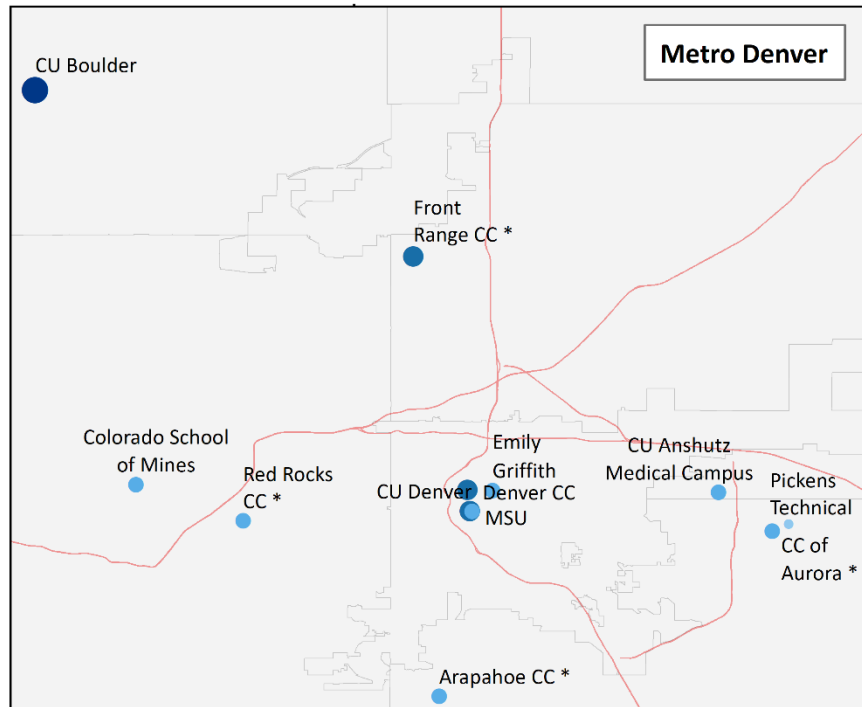 Metro Denver
CU Boulder
Front
Range CC *
Colorado School
of Mines
Red Rocks
CC *
Emily
Griffith
CU Denver
Denver CC
MSU
CU Anshutz
Medical Campus
Pickens
Technical
CC of
Aurora *
Arapahoe CC *